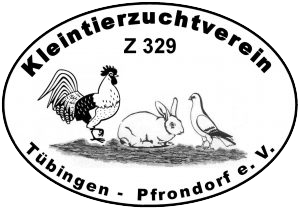 Kleintierzuchtverein
Z 329
Tübingen - Pfrondorf e. V.